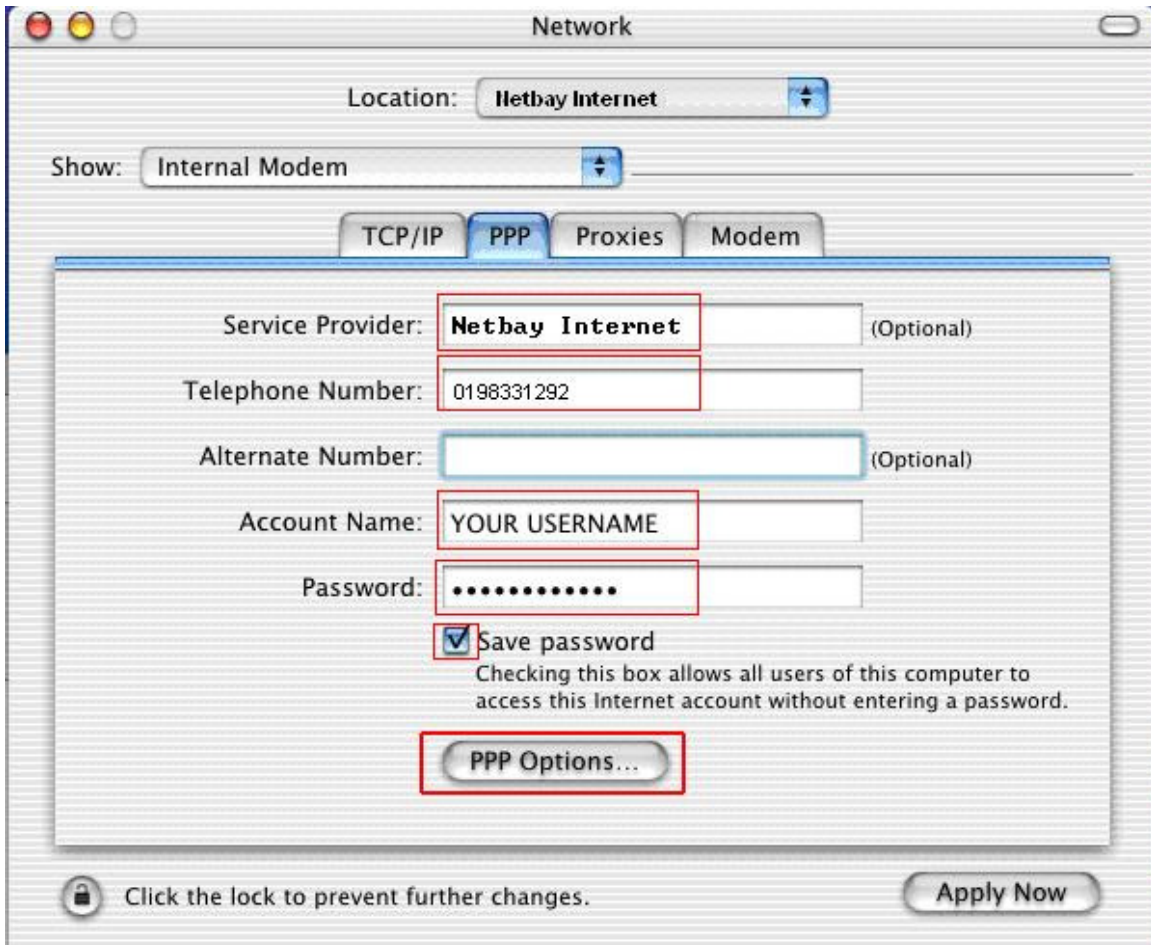 Network
Location: Netbay Internet
Show: Internal Modem
TCP/IP PPP Proxies Modem
Service Provider: Netbay Internet (Optional)
Telephone Number: 0198331292
Alternate Number: (Optional)
Account Name: YOUR USERNAME
Password: ••••••••••••
Save password
Checking this box allows all users of this computer to
access this Internet account without entering a password.
PPP Options...
Click the lock to prevent further changes. Apply Now